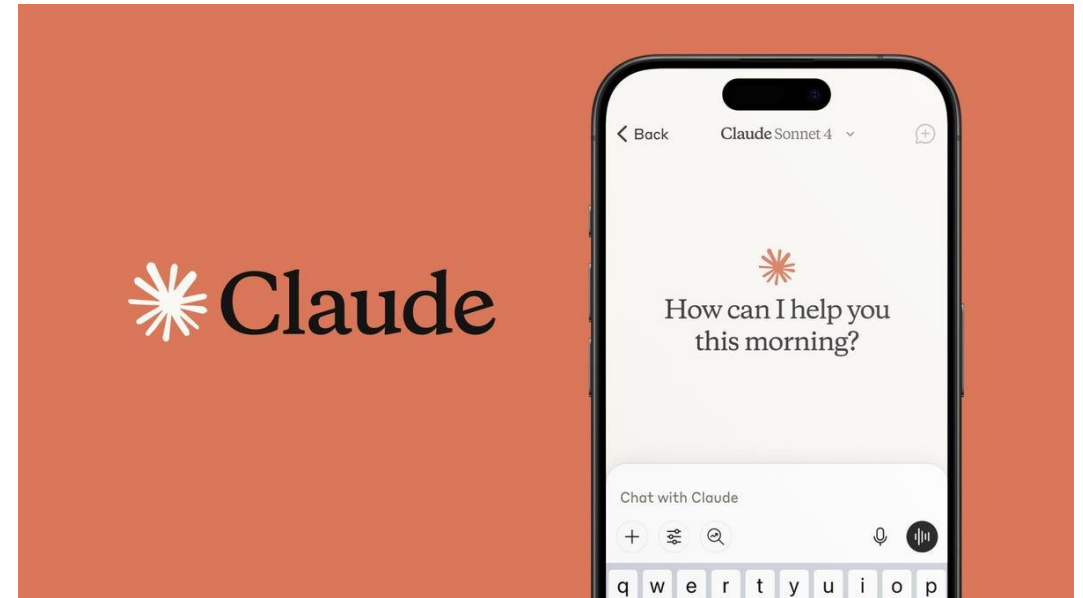 Claude
Back Claude Sonnet 4
How can I help you
this morning?
Chat with Claude
q w e r t y u i o p